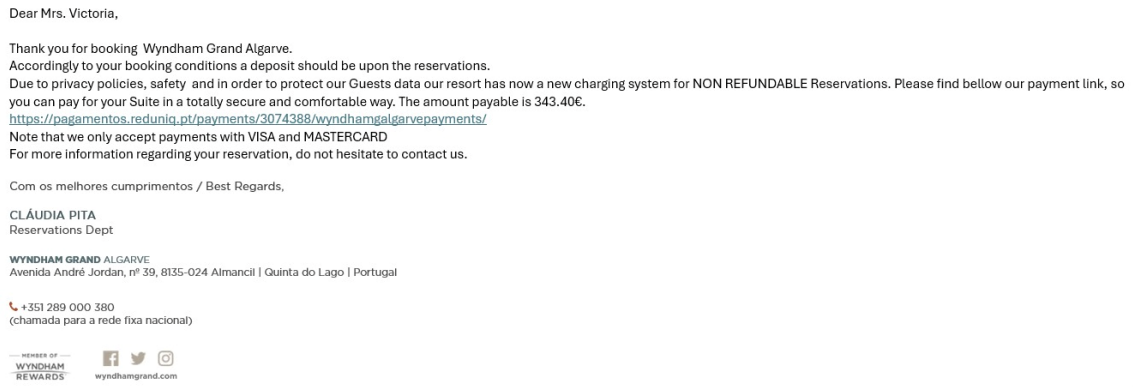 Dear Mrs. Victoria,
Thank you for booking  Wyndham Grand Algarve.
Accordingly to your booking conditions a deposit should be upon the reservations.
Due to privacy policies, safety  and in order to protect our Guests data our resort has now a new charging system for NON REFUNDABLE Reservations. Please find bellow our payment link, so
you can pay for your Suite in a totally secure and comfortable way. The amount payable is 343.40€.
https://pagamentos.reduniq.pt/payments/3074388/wyndhamgalgarvepayments/
Note that we only accept payments with VISA and MASTERCARD
For more information regarding your reservation, do not hesitate to contact us.
Com os melhores cumprimentos / Best Regards,
CLÁUDIA PITA
Reservations Dept
WYNDHAM GRAND ALGARVE
Avenida André Jordan, nº 39, 8135-024 Almancil | Quinta do Lago | Portugal
+351 289 000 380
(chamada para a rede fixa nacional)
MEMBER OF
WYNDHAM
REWARDS
wyndhamgrand.com